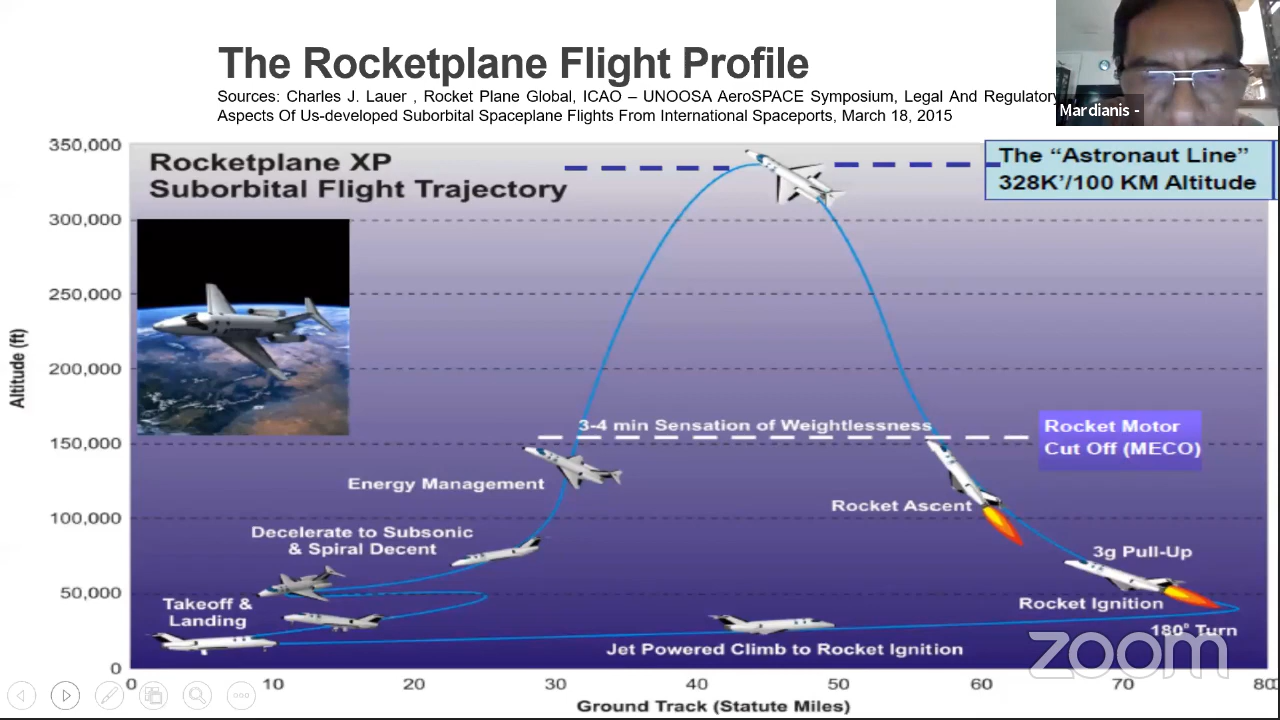 The Rocketplane Flight Profile
Sources: Charles J. Lauer , Rocket Plane Global, ICAO – UNOOSA AeroSPACE Symposium, Legal And Regulatory
Aspects Of Us-developed Suborbital Spaceplane Flights From International Spaceports, March 18, 2015
Mardianis -
Rocketplane XP
Suborbital Flight Trajectory
The “Astronaut Line”
328K'/100 KM Altitude
350,000
300,000
250,000
200,000
150,000
100,000
50,000
0
Altitude (ft)
3-4 min Sensation of Weightlessness
Rocket Motor
Cut Off (MECO)
Energy Management
Rocket Ascent
Decelerate to Subsonic
& Spiral Decent
3g Pull-Up
Takeoff &
Landing
Rocket Ignition
180° Turn
Jet Powered Climb to Rocket Ignition
zoom
0 10 20 30 40 50 60 70 80
Ground Track (Statute Miles)